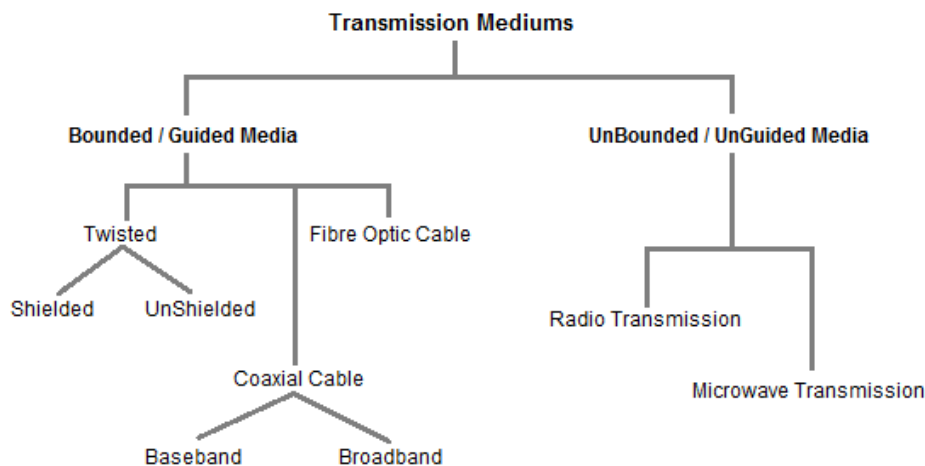 Transmission Mediums
Bounded / Guided Media
UnBounded / UnGuided Media
Twisted
Fibre Optic Cable
Shielded
UnShielded
Radio Transmission
Coaxial Cable
Microwave Transmission
Baseband
Broadband